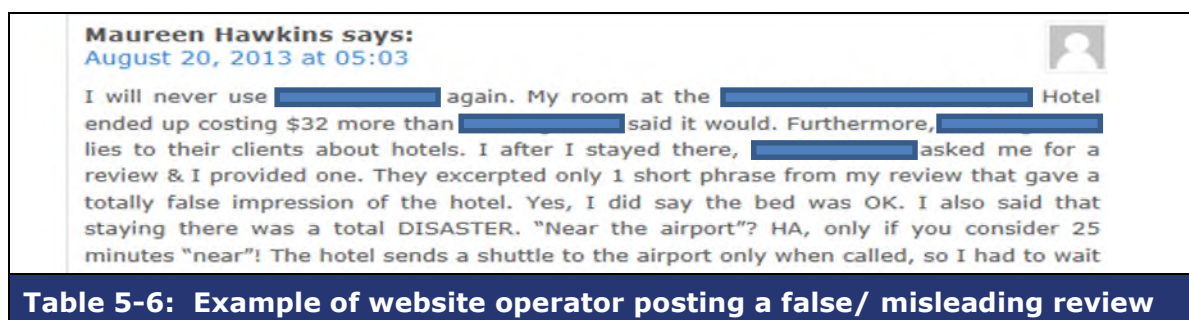 Maureen Hawkins says:
August 20, 2013 at 05:03
I will never use again. My room at the Hotel
ended up costing $32 more than said it would. Furthermore,
lies to their clients about hotels. I after I stayed there, asked me for a
review & I provided one. They excerpted only 1 short phrase from my review that gave a
totally false impression of the hotel. Yes, I did say the bed was OK. I also said that
staying there was a total DISASTER. “Near the airport”? HA, only if you consider 25
minutes “near”! The hotel sends a shuttle to the airport only when called, so I had to wait
Table 5-6: Example of website operator posting a false/ misleading review